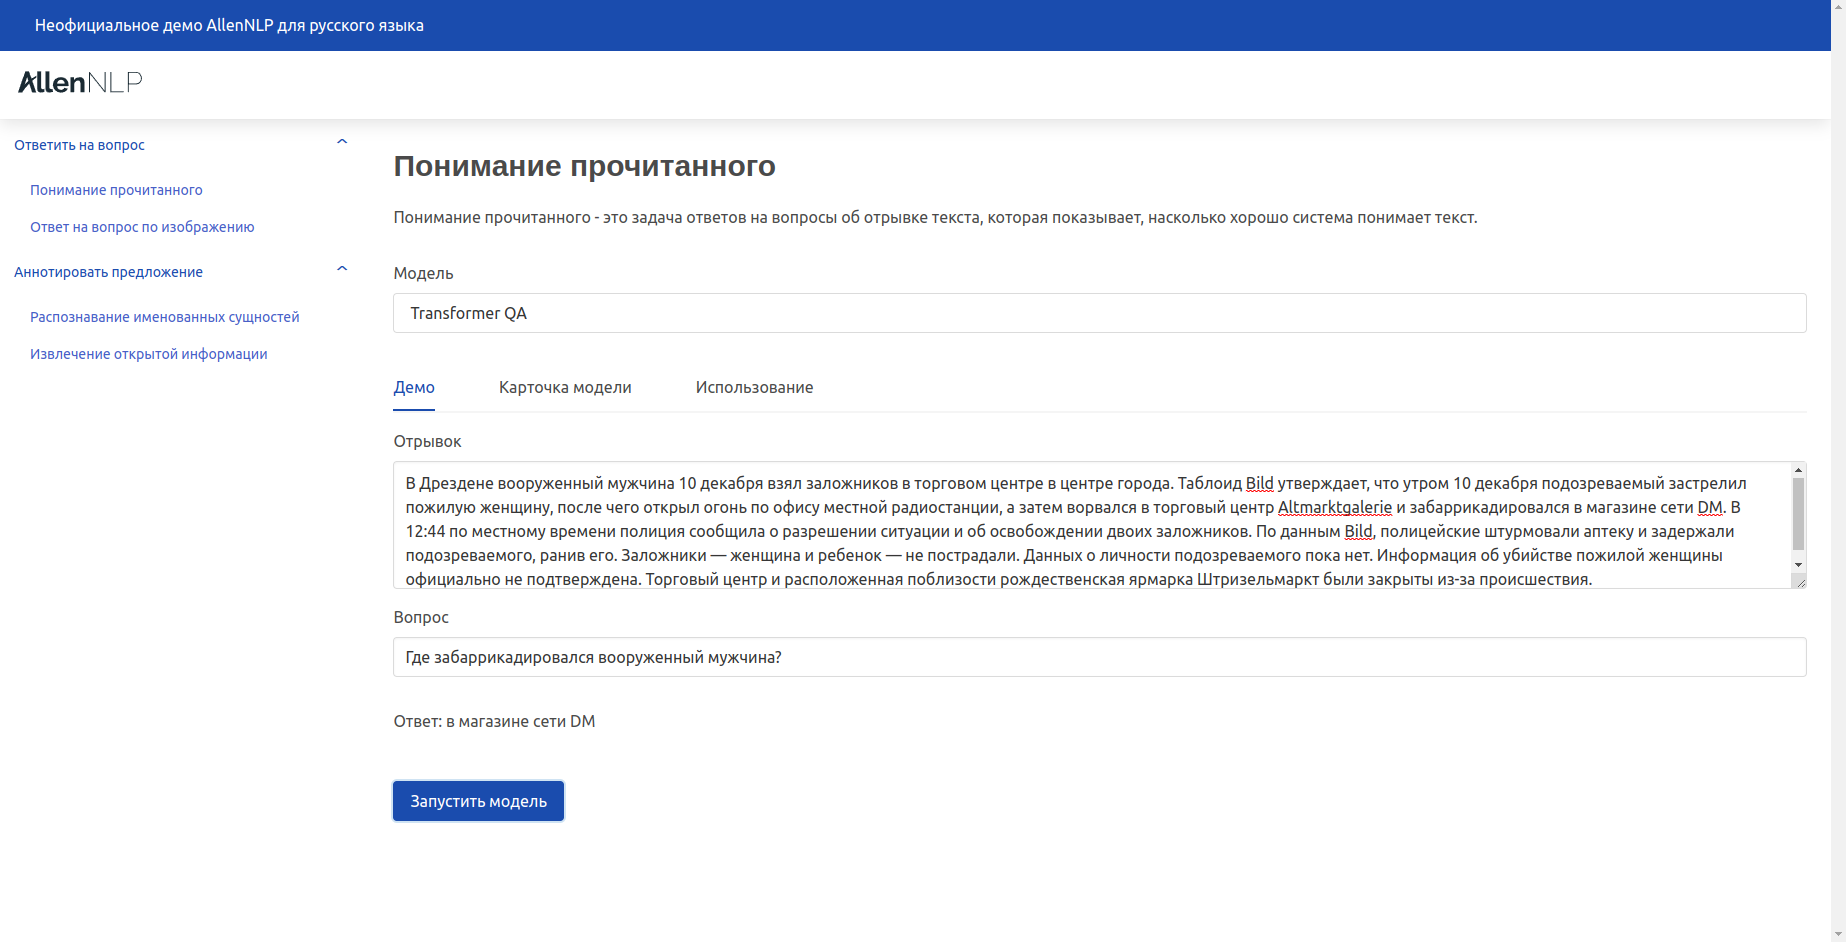 Неофициальное демо AllenNLP для русского языка
AllenNLP
Ответить на вопрос
Понимание прочитанного
Ответ на вопрос по изображению
Аннотировать предложение
Распознавание именованных сущностей
Извлечение открытой информации
Понимание прочитанного
Понимание прочитанного - это задача ответов на вопросы об отрывке текста, которая показывает, насколько хорошо система понимает текст.
Модель
Transformer QA
Демо Карточка модели Использование
Отрывок
В Дрездене вооруженный мужчина 10 декабря взял заложников в торговом центре в центре города. Таблоид Bild утверждает, что утром 10 декабря подозреваемый застрелил
пожилую женщину, после чего открыл огонь по офису местной радиостанции, а затем ворвался в торговый центр Altmarktgalerie и забаррикадировался в магазине сети DM. В
12:44 по местному времени полиция сообщила о разрешении ситуации и об освобождении двоих заложников. По данным Bild, полицейские штурмовали аптеку и задержали
подозреваемого, ранив его. Заложники — женщина и ребенок — не пострадали. Данных о личности подозреваемого пока нет. Информация об убийстве пожилой женщины
официально не подтверждена. Торговый центр и расположенная поблизости рождественская ярмарка Штризельмаркт были закрыты из-за происшествия.
Вопрос
Где забаррикадировался вооруженный мужчина?
Ответ: в магазине сети DM
Запустить модель